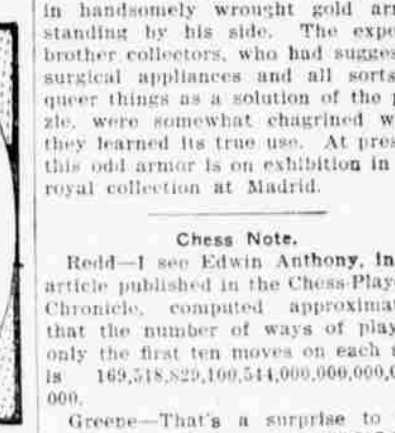 in handsomely wrought gold arm
standing by his side. The expe
brother collectors, who had sugges
surgical appliances and all sorts
queer things as a solution of the p
zle, were somewhat chagrined w
they learned its true use. At pres
this odd armor is on exhibition in
royal collection at Madrid.
Chess Note.
Redd—I see Edwin Anthony, in
article published in the Chess Playe
Chronicle, computed approximat
that the number of ways of play
only the first ten moves on each s
is 169,518,829,100,544,000,000,000,0
000.
Greene—That's a surprise to